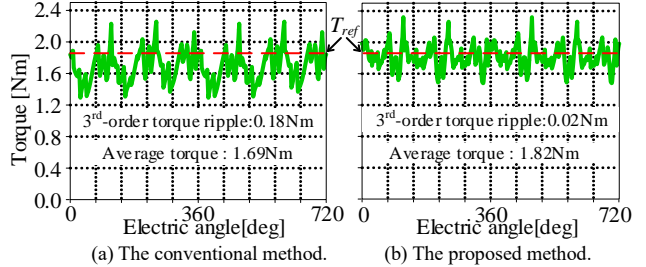 Torque [Nm]
2.4
2.0
1.6
1.2
0.8
0.4
0.0
3rd-order torque ripple:0.18Nm
Average torque : 1.69Nm
0
360
720
Electric angle[deg]
(a) The conventional method.
Tref
3rd-order torque ripple:0.02Nm
Average torque : 1.82Nm
0
360
720
Electric angle[deg]
(b) The proposed method.